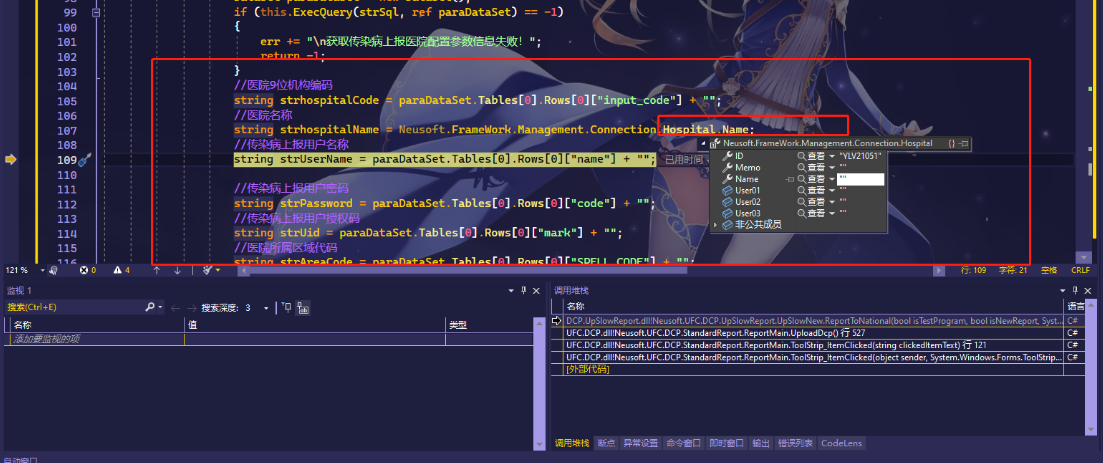 99 if (this.ExecQuery(strSql, ref paraDataSet) == -1)
100 {
101 err += "\n获取传染病上报医院配置参数信息失败! ";
102 return -1;
103 }
104 //医院9位机构编码
105 string strhospitalCode = paraDataSet.Tables[0].Rows[0]["input_code"] + "";
106 //医院名称
107 string strhospitalName = Neusoft.FrameWork.Management.Connection.Hospital.Name;
108 //传染病上报用户名称
Neusoft.FrameWork.Management.Connection.Hospital
109 string strUserName = paraDataSet.Tables[0].Rows[0]["name"] + ""; 已用时间
ID 查看 "YLV21051"
110 Memo 查看 ""
Name 查看 ""
111 //传染病上报用户密码
User01 查看 ""
112 string strPassword = paraDataSet.Tables[0].Rows[0]["code"] + "";
User02 查看 ""
113 //传染病上报用户授权码
User03 查看 ""
114 string strUid = paraDataSet.Tables[0].Rows[0]["mark"] + "";
非公共成员
115 //医院所属区域代码
116 string strAreaCode = paraDataSet.Tables[0].Rows[0]["SPELL_CODE"] + "";
121 % 0 4 行: 109 字符: 21 空格 CRLF
监视 1
搜索(Ctrl+E) 搜索深度: 3
名称 值 类型
添加要监视的项
调用堆栈
名称 语言
DCP.UpSlowReport.dll!Neusoft.UFC.DCP.UpSlowReport.UpSlowNew.ReportToNational(bool isTestProgram, bool isNewReport, Syst... C#
UFC.DCP.dll!Neusoft.UFC.DCP.StandardReport.ReportMain.UploadDcp() 行 527 C#
UFC.DCP.dll!Neusoft.UFC.DCP.StandardReport.ReportMain.ToolStrip_ItemClicked(string clickedItemText) 行 121 C#
UFC.DCP.dll!Neusoft.UFC.DCP.StandardReport.ReportMain.ToolStrip_ItemClicked(object sender, System.Windows.Forms.ToolStrip... C#
[外部代码]
调用堆栈 断点 异常设置 命令窗口 即时窗口 输出 错误列表 CodeLens
自动窗口